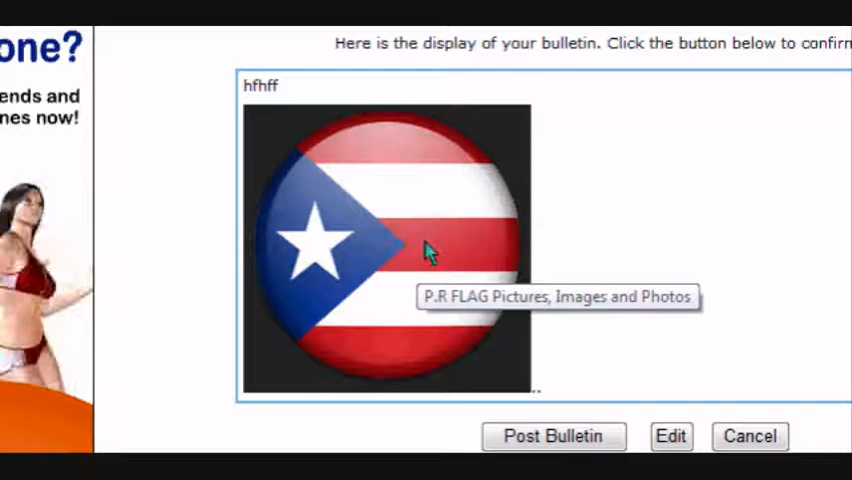 one?
ends and
nes now!
Here is the display of your bulletin. Click the button below to confirm
hfhff
P.R FLAG Pictures, Images and Photos
..
Post Bulletin
Edit
Cancel